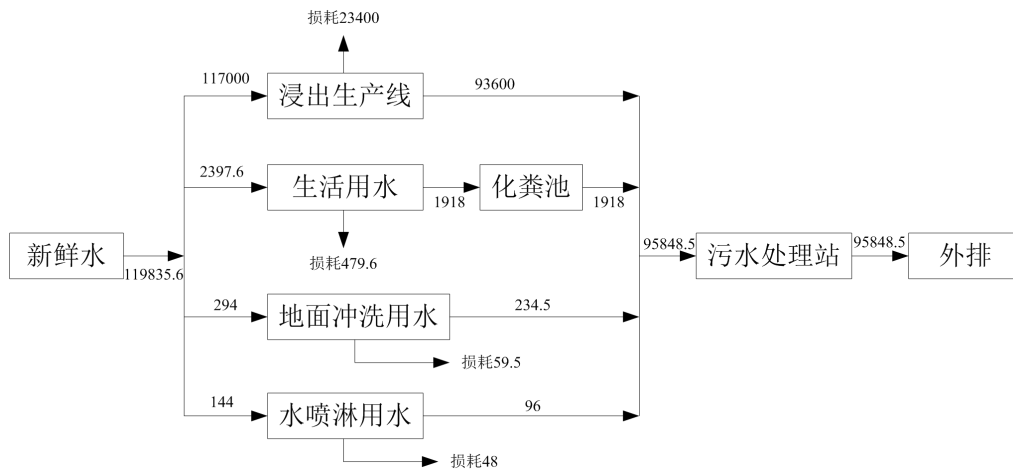 损耗23400
117000
浸出生产线
93600
2397.6
生活用水
1918
化粪池
1918
损耗479.6
新鲜水
119835.6
95848.5
污水处理站
95848.5
外排
294
地面冲洗用水
234.5
损耗59.5
144
水喷淋用水
96
损耗48